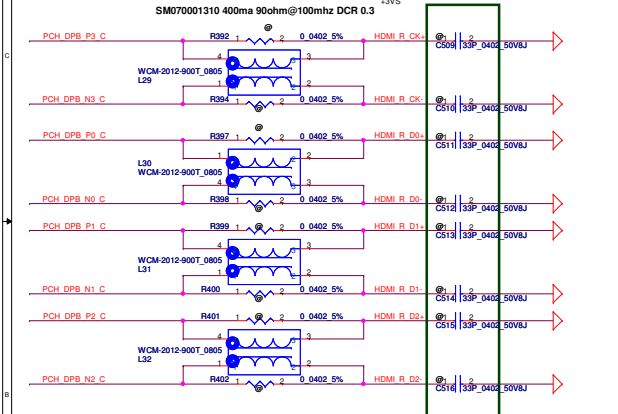 +3VS
SM070001310 400ma 90ohm@100mhz DCR 0.3
@
PCH_DPB_P3_C R392 1 2 0_0402_5% HDMI_R_CK+ @1 2
C509 33P_0402_50V8J
4 3
WCM-2012-900T_0805
L29
1 2
C
PCH_DPB_N3_C R394 1 2 0_0402_5% HDMI_R_CK- @1 2
@
C510 33P_0402_50V8J
@
PCH_DPB_P0_C R397 1 2 0_0402_5% HDMI_R_D0+ @1 2
C511 33P_0402_50V8J
1 2
L30
WCM-2012-900T_0805
4 3
PCH_DPB_N0_C R398 1 2 0_0402_5% HDMI_R_D0- @1 2
@
C512 33P_0402_50V8J
PCH_DPB_P1_C R399 1 @ 2 0_0402_5% HDMI_R_D1+ @1 2
C513 33P_0402_50V8J
4 3
WCM-2012-900T_0805
L31
1 2
PCH_DPB_N1_C R400 1 2 0_0402_5% HDMI_R_D1- @1 2
@
C514 33P_0402_50V8J
PCH_DPB_P2_C R401 1 @ 2 0_0402_5% HDMI_R_D2+ @1 2
C515 33P_0402_50V8J
4 3
WCM-2012-900T_0805
L32
1 2
PCH_DPB_N2_C R402 1 2 0_0402_5% HDMI_R_D2- @1 2
@
C516 33P_0402_50V8J
B